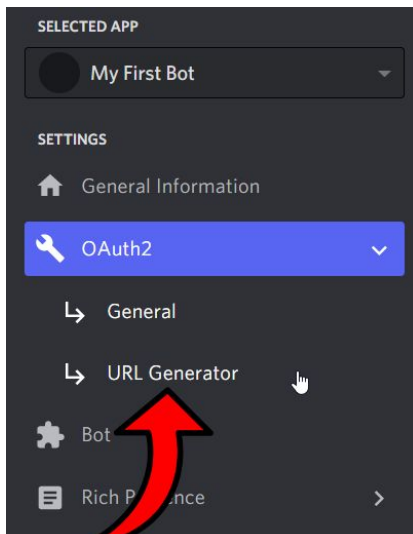 SELECTED APP
My First Bot
SETTINGS
General Information
OAuth2
General
URL Generator
Bot
Rich